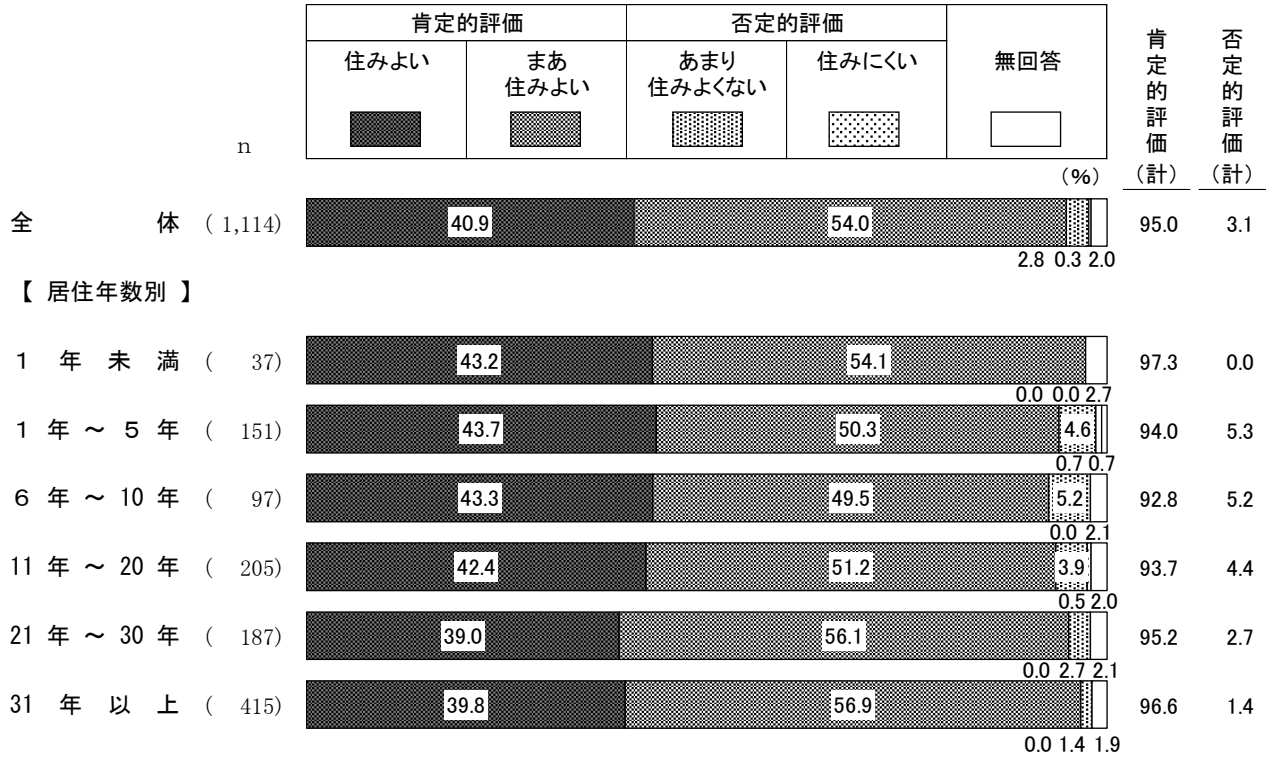 肯定的評価 否定的評価
住みよい まあ住みよい あまり住みよくない 住みにくい 無回答
肯定的評価（計） 否定的評価（計）
n
（％）
全体 ( 1,114) 40.9 54.0 95.0 3.1
2.8 0.3 2.0
【 居住年数別 】
1 年 未 満 ( 37) 43.2 54.1 97.3 0.0
0.0 0.0 2.7
1 年 ～ 5 年 ( 151) 43.7 50.3 4.6 94.0 5.3
0.7 0.7
6 年 ～ 10 年 ( 97) 43.3 49.5 5.2 92.8 5.2
0.0 2.1
11 年 ～ 20 年 ( 205) 42.4 51.2 3.9 93.7 4.4
0.5 2.0
21 年 ～ 30 年 ( 187) 39.0 56.1 95.2 2.7
0.0 2.7 2.1
31 年 以 上 ( 415) 39.8 56.9 96.6 1.4
0.0 1.4 1.9